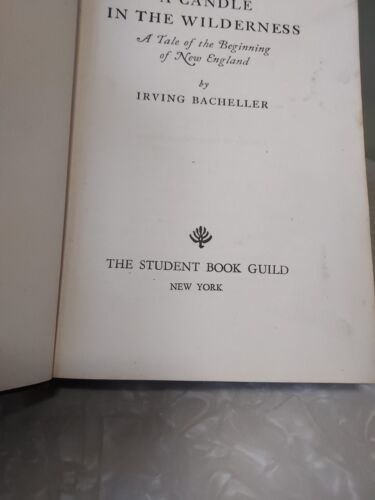 A CANDLE
IN THE WILDERNESS
A Tale of the Beginning
of New England
by
IRVING BACHELLER
THE STUDENT BOOK GUILD
NEW YORK